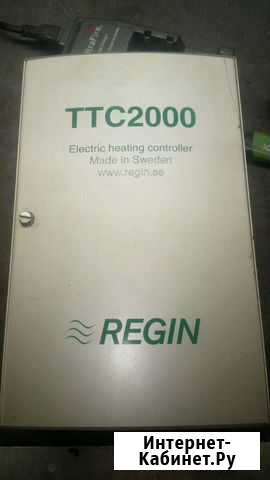 TTC2000
Electric heating controller
Made in Sweden
www.regin.se
REGIN
Интернет-
Кабинет.Ру